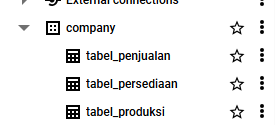 External connections
company
tabel_penjualan
tabel_persediaan
tabel_produksi